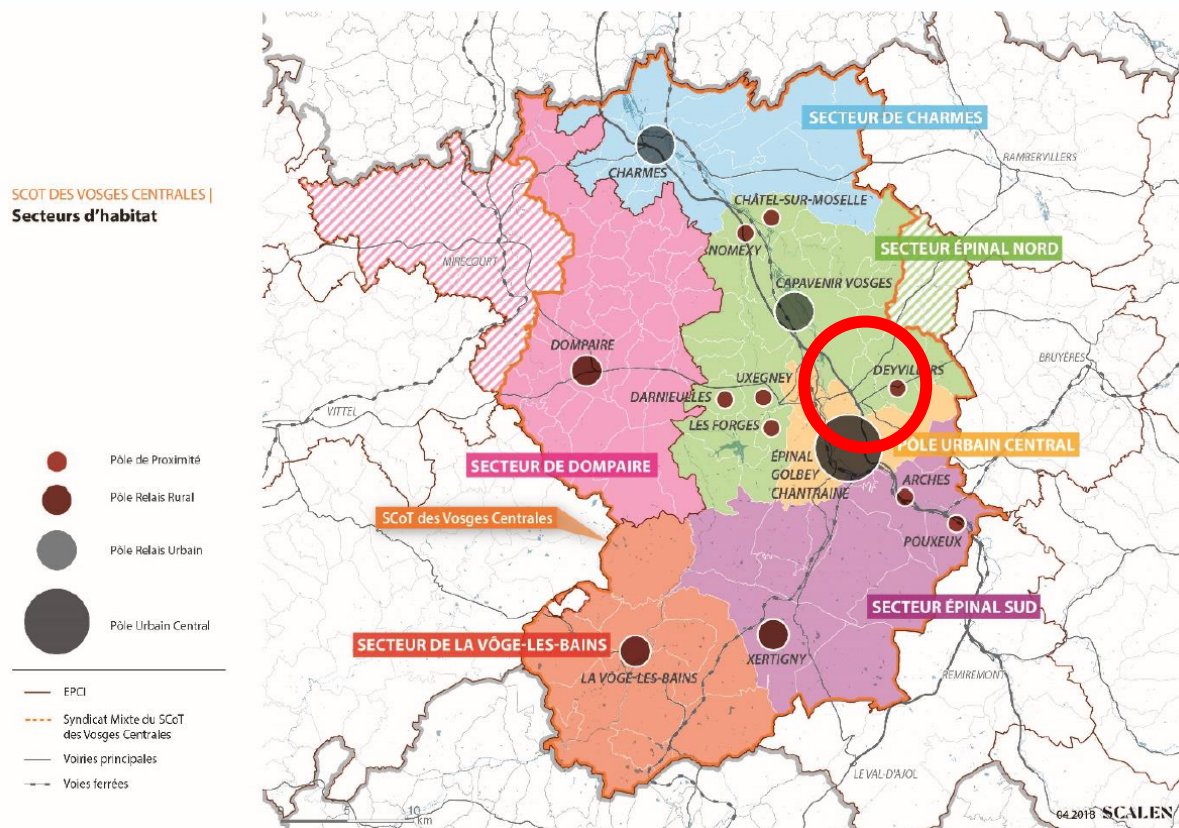 SCOT DES VOSGES CENTRALES |
Secteurs d'habitat
Pôle de Proximité
Pôle Relais Rural
Pôle Relais Urbain
Pôle Urbain Central
EPCI
Syndicat Mixte du SCoT
des Vosges Centrales
Voiries principales
Voies ferrées
SECTEUR DE CHARMES
RAMBERVILLERS
CHARMES
CHÂTEL-SUR-MOSELLE
NOMEXY
SECTEUR ÉPINAL NORD
MIRECOURT
CAPAVENIR VOSGES
DOMPAIRE
BRUYÈRES
DEYVILLERS
UXEGNEY
DARNIEULLES
VITTEL
LES FORGES
PÔLE URBAIN CENTRAL
SECTEUR DE DOMPAIRE
ÉPINAL
GOLBEY
CHANTRAINE
ARCHES
SCoT des Vosges Centrales
POUXEUX
SECTEUR ÉPINAL SUD
SECTEUR DE LA VÔGE-LES-BAINS
XERTIGNY
LA VÔGE-LES-BAINS
REMIREMONT
LE VAL-D'AJOL
0 5 10
km
04.2018 SCALEN